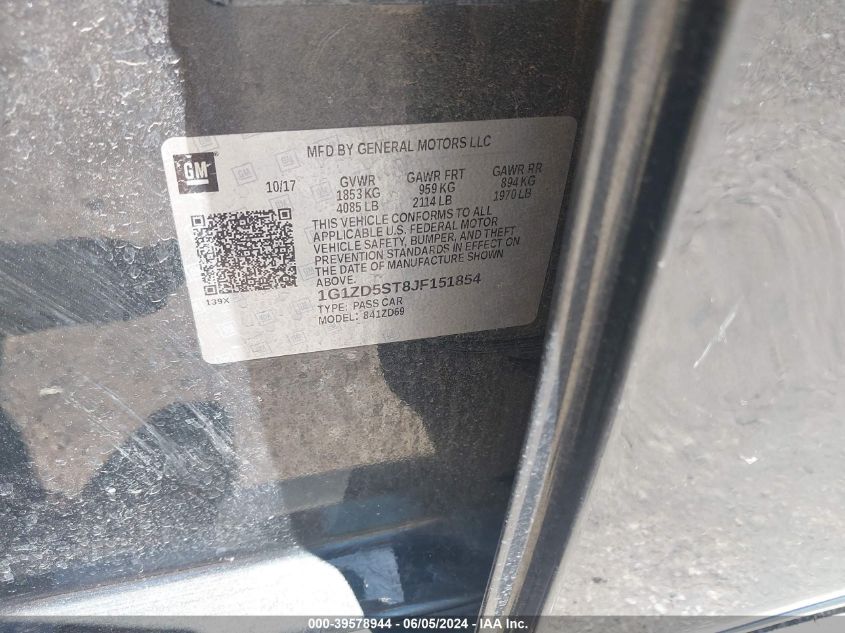 MFD BY GENERAL MOTORS LLC
GM
10/17
GVWR
1853 KG
4085 LB
GAWR FRT
959 KG
2114 LB
GAWR RR
894 KG
1970 LB
THIS VEHICLE CONFORMS TO ALL
APPLICABLE U.S. FEDERAL MOTOR
VEHICLE SAFETY, BUMPER, AND THEFT
PREVENTION STANDARDS IN EFFECT ON
THE DATE OF MANUFACTURE SHOWN
ABOVE.
139X
1G1ZD5ST8JF151854
TYPE: PASS CAR
MODEL: 841ZD69
000-39578944 - 06/05/2024 - IAA Inc.